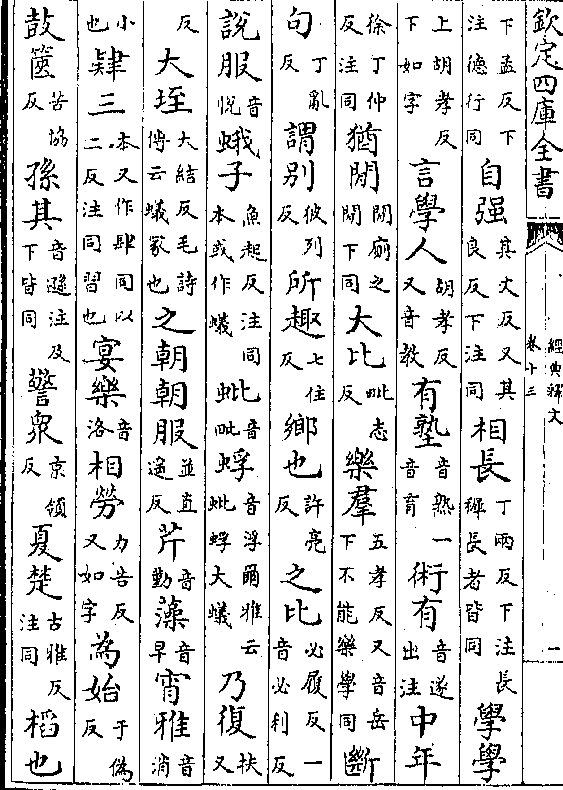 欽定四庫全書
經典釋文
卷十三
一
下孟反下注德行同自强其丈反又其良反下注同相長丁兩反下注長稺長者皆同學學
上胡孝反下如字言學人胡孝反又音教有塾音熟一音育術有音遂出注中年
徐丁仲反注同猶閒閒厠之閒下同大比毗志反樂羣五孝反又音岳下不能樂學同斷
句丁亂反謂別彼列反所趣七住反鄉也許亮反之比必履反一音必利反
說服音悅蛾子魚起反注同本或作蟻蚍音毗蜉音浮爾雅云蚍蜉大蟻乃復扶又
反大垤大結反毛詩傳云蟻冢也之朝朝服並直遥反芹音勤藻音早宵雅音消
小也肄三本又作肆同以二反注同習也宴樂音洛相勞力告反又如字為始于偽反
鼔篋苦協反孫其音遜注及下皆同警衆京領反夏楚古雅反注同槄也